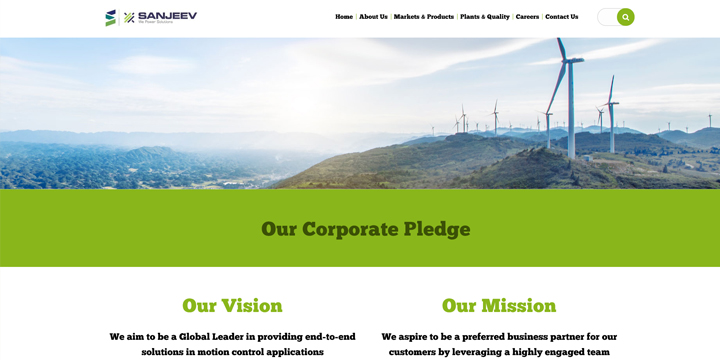 SANJEEV
We Power Solutions
Home | About Us | Markets & Products | Plants & Quality | Careers | Contact Us
Our Corporate Pledge
Our Vision
We aim to be a Global Leader in providing end-to-end
solutions in motion control applications
Our Mission
We aspire to be a preferred business partner for our
customers by leveraging a highly engaged team